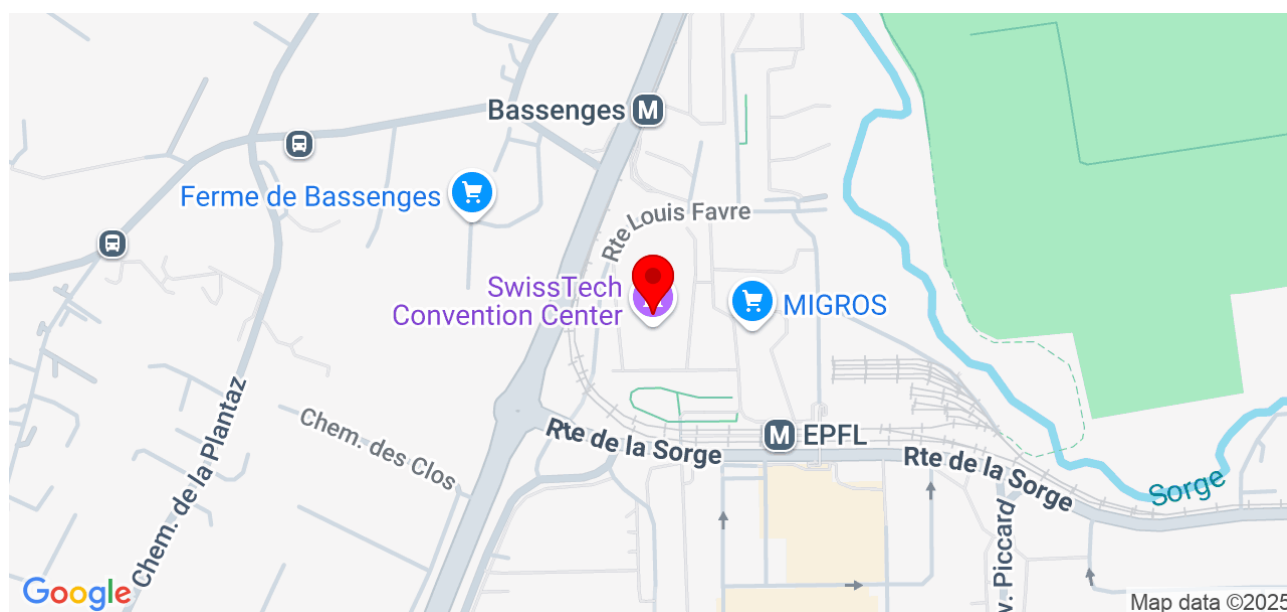 Bassenges
M
Ferme de Bassenges
Rte Louis Favre
SwissTech
Convention Center
MIGROS
Chem. de la Plantaz
Chem. des Clos
Rte de la Sorge
M
EPFL
Rte de la Sorge
Sorge
v. Piccard
Google
Map data ©2025